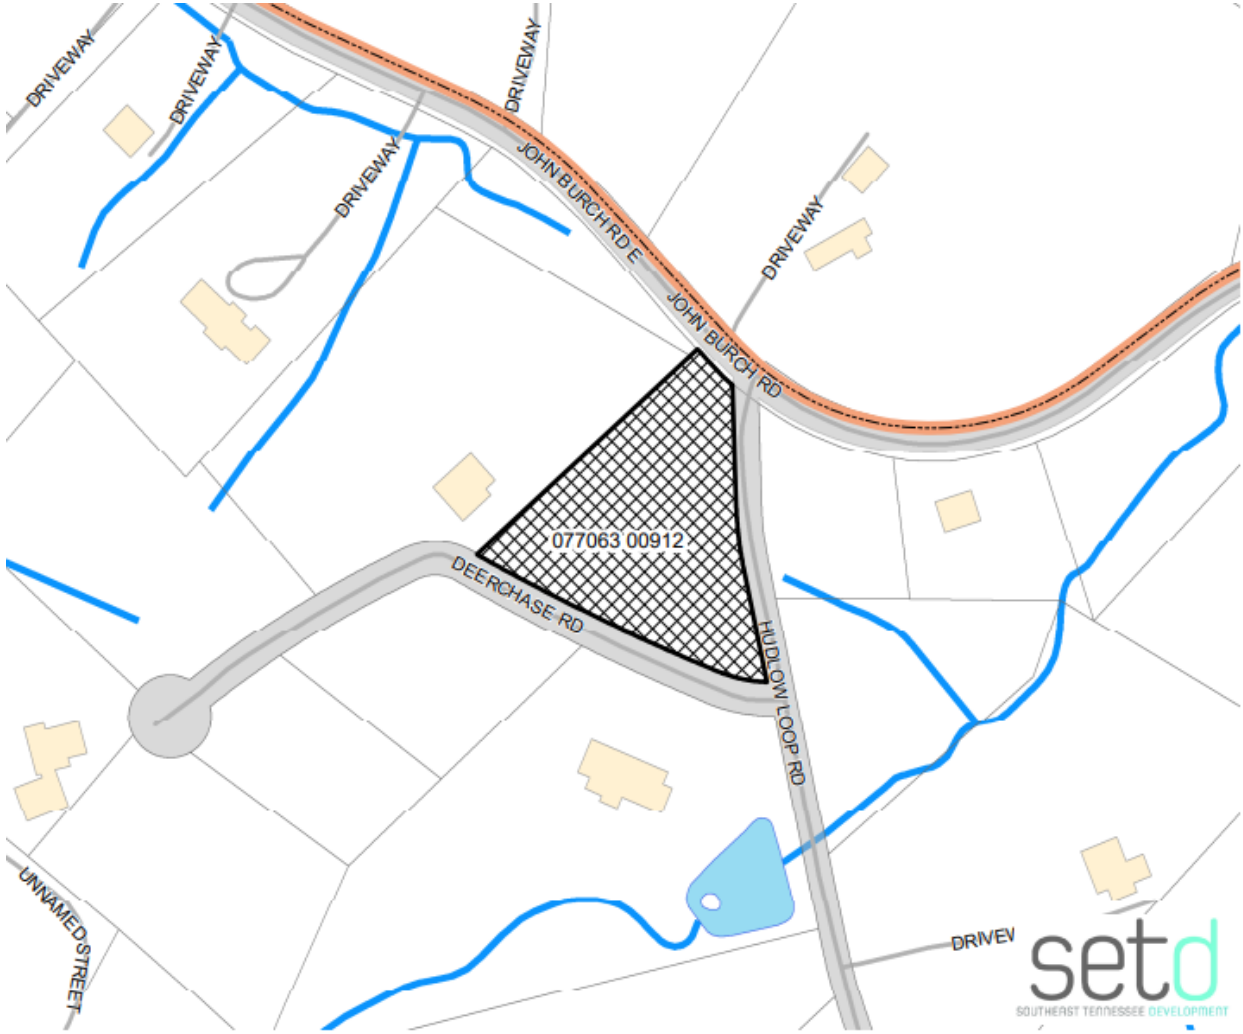 DRIVEWAY
DRIVEWAY
DRIVEWAY
DRIVEWAY
JOHN BURCH RD E
DRIVEWAY
JOHN BURCH RD
077063 00912
DEERCHASE RD
HUDLOW LOOP RD
UNNAMED STREET
DRIVEW
setd
SOUTHEAST TENNESSEE DEVELOPMENT